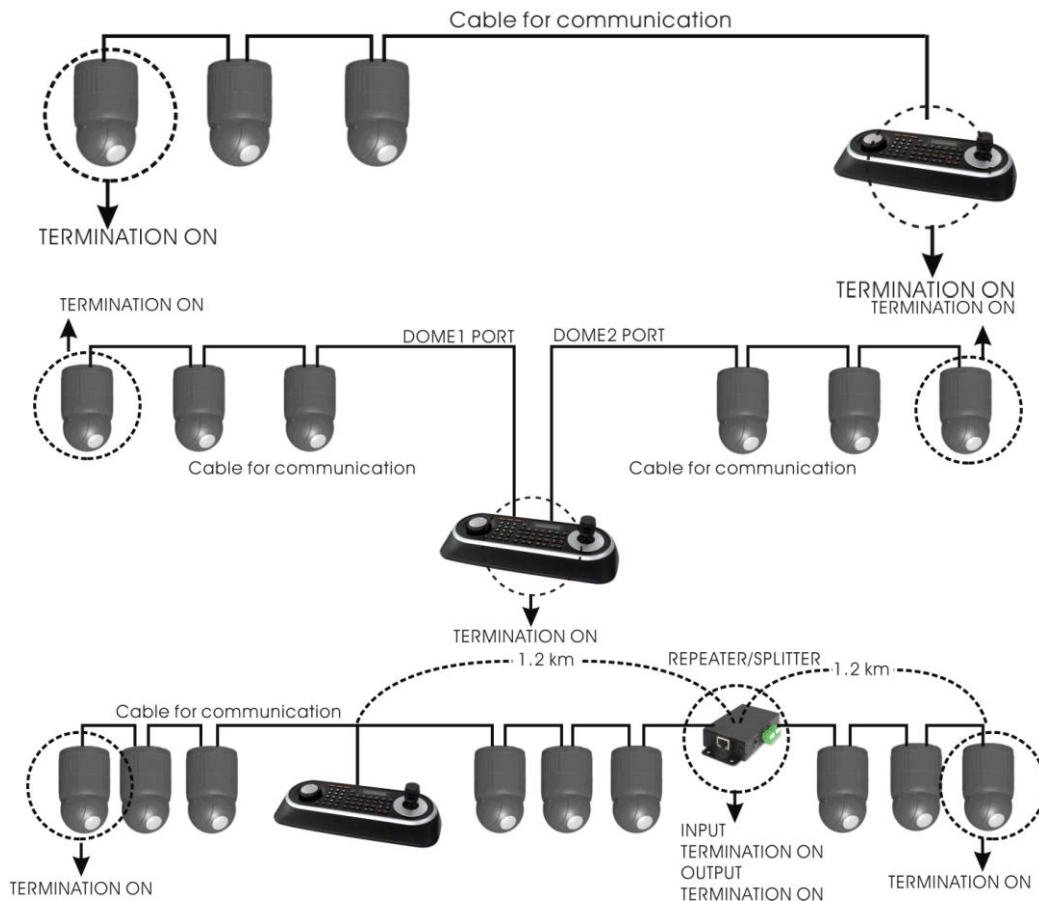 Cable for communication
TERMINATION ON
TERMINATION ON
TERMINATION ON
TERMINATION ON
DOME1 PORT
DOME2 PORT
Cable for communication
Cable for communication
TERMINATION ON
1.2 km
REPEATER/SPLITTER
1.2 km
Cable for communication
INPUT
TERMINATION ON
OUTPUT
TERMINATION ON
TERMINATION ON
TERMINATION ON